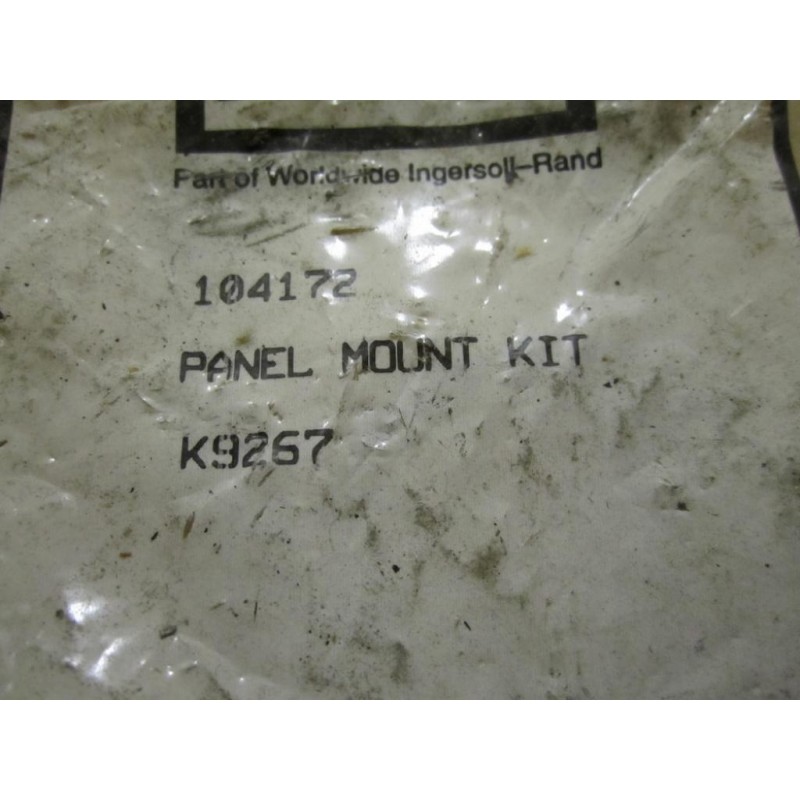 Part of Worldwide Ingersoll-Rand
104172
PANEL MOUNT KIT
K9267